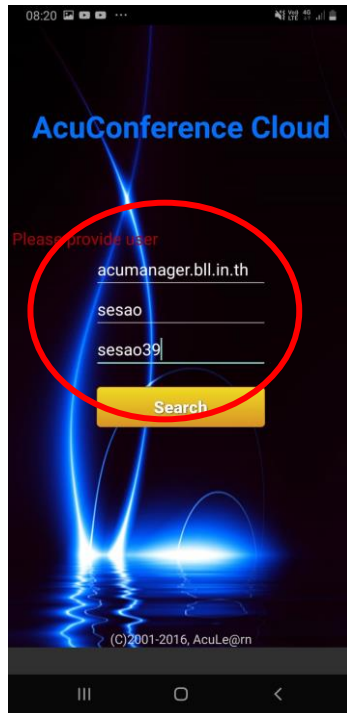 08:20
AcuConference Cloud
Please provide user
acumanager.bll.in.th
sesao
sesao39
Search
(C)2001-2016, AcuLe@rn